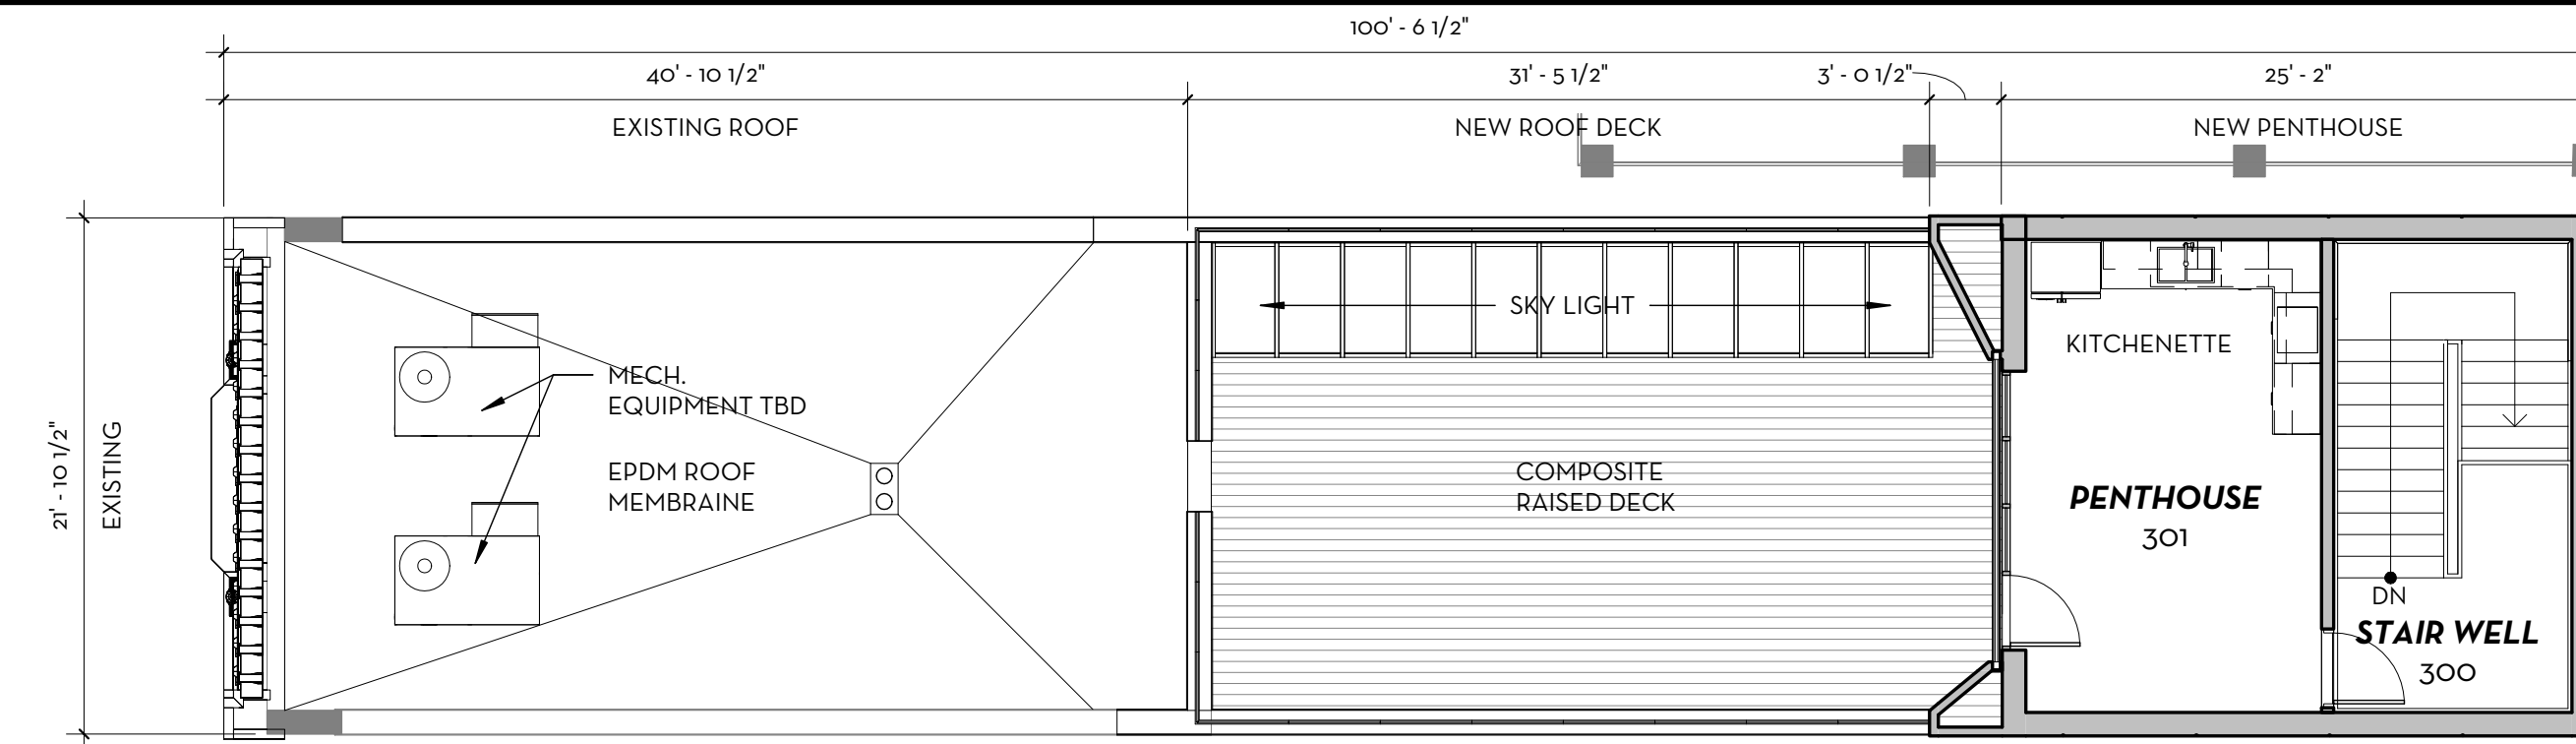 100' - 6 1/2"
40' - 10 1/2"
31' - 5 1/2"
3' - 0 1/2"
25' - 2"
EXISTING ROOF
NEW ROOF DECK
NEW PENTHOUSE
SKY LIGHT
KITCHENETTE
MECH.
EQUIPMENT TBD
21' - 10 1/2"
EXISTING
EPDM ROOF
MEMBRAINE
COMPOSITE
RAISED DECK
PENTHOUSE
301
DN
STAIR WELL
300